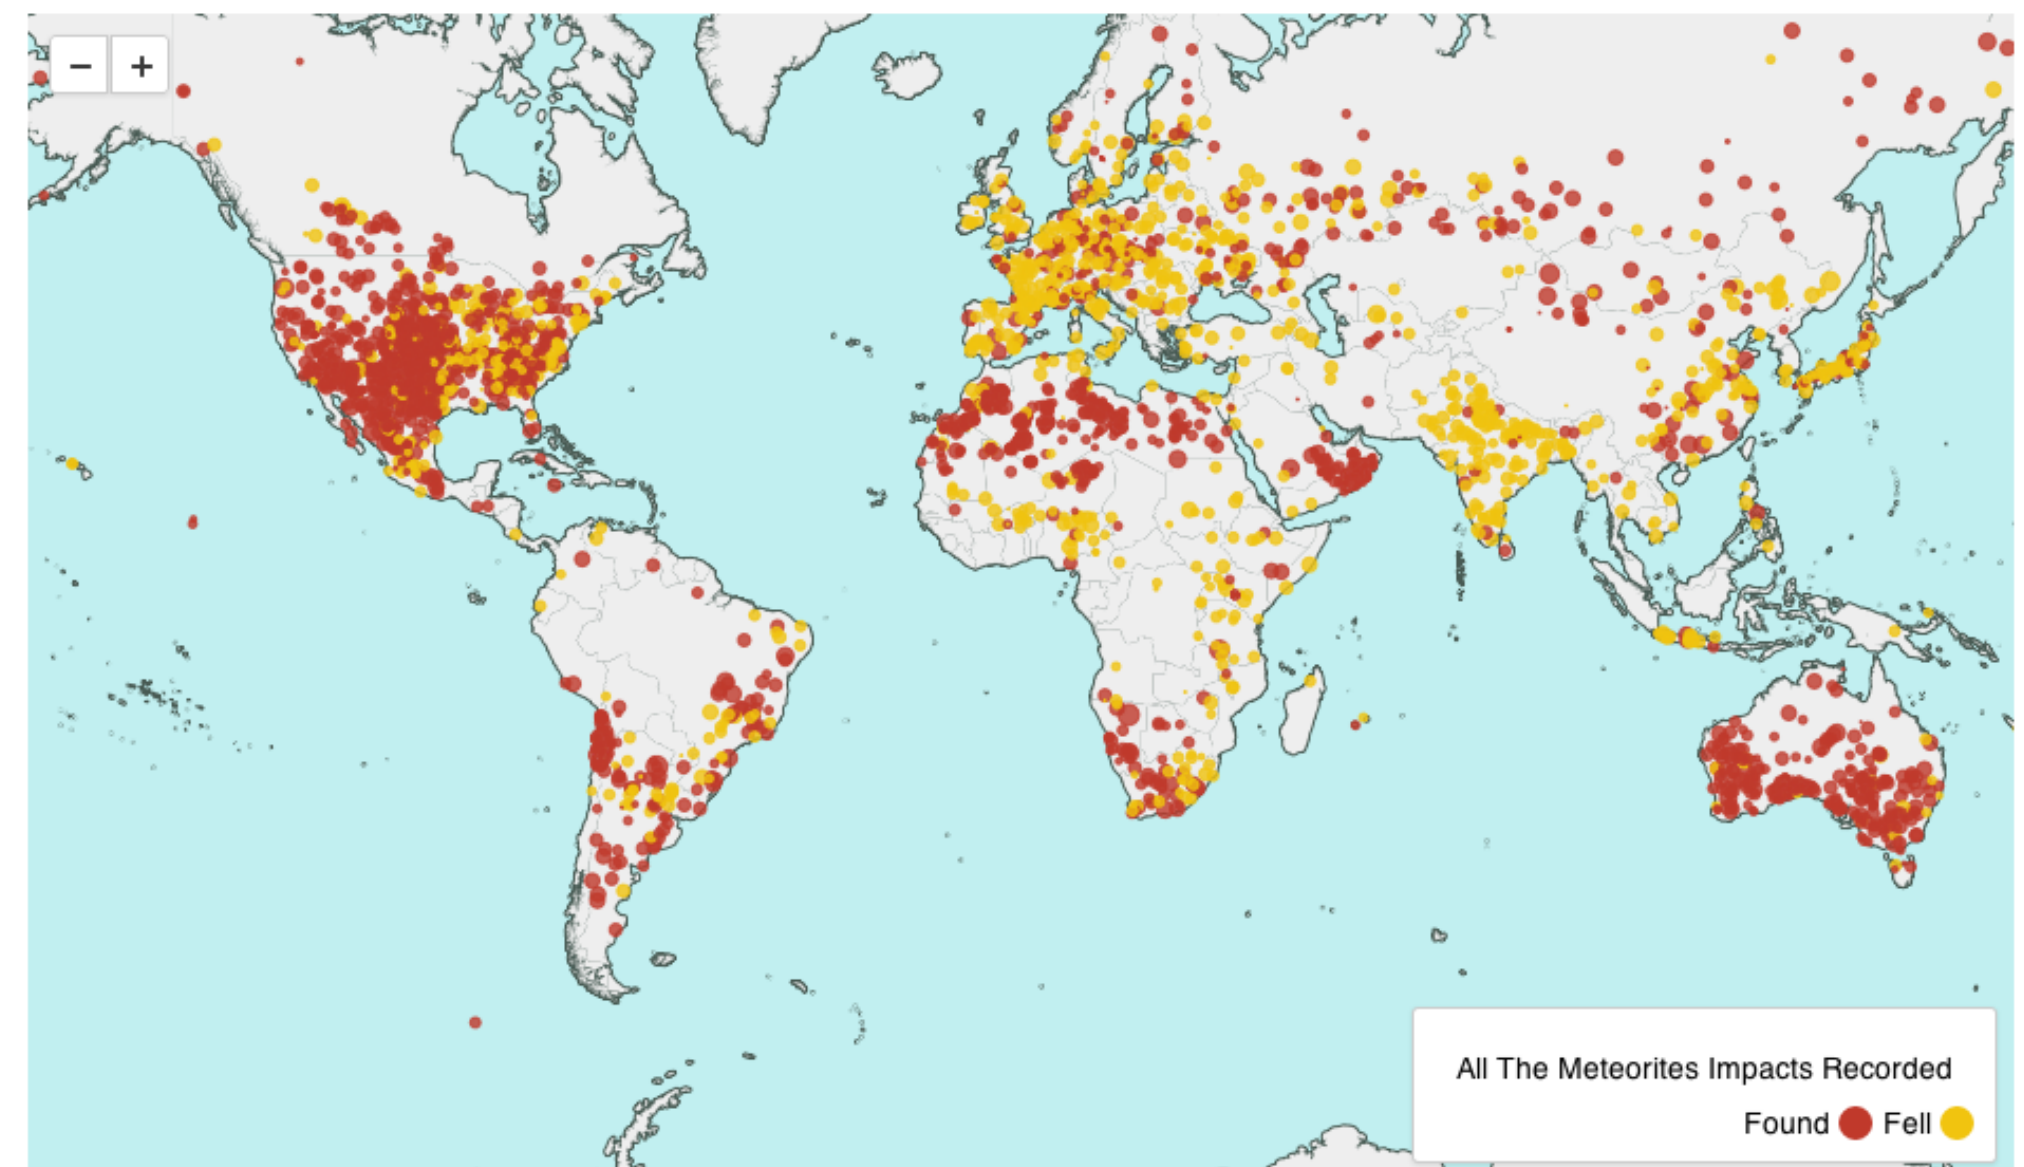 − +
All The Meteorites Impacts Recorded
Found Fell